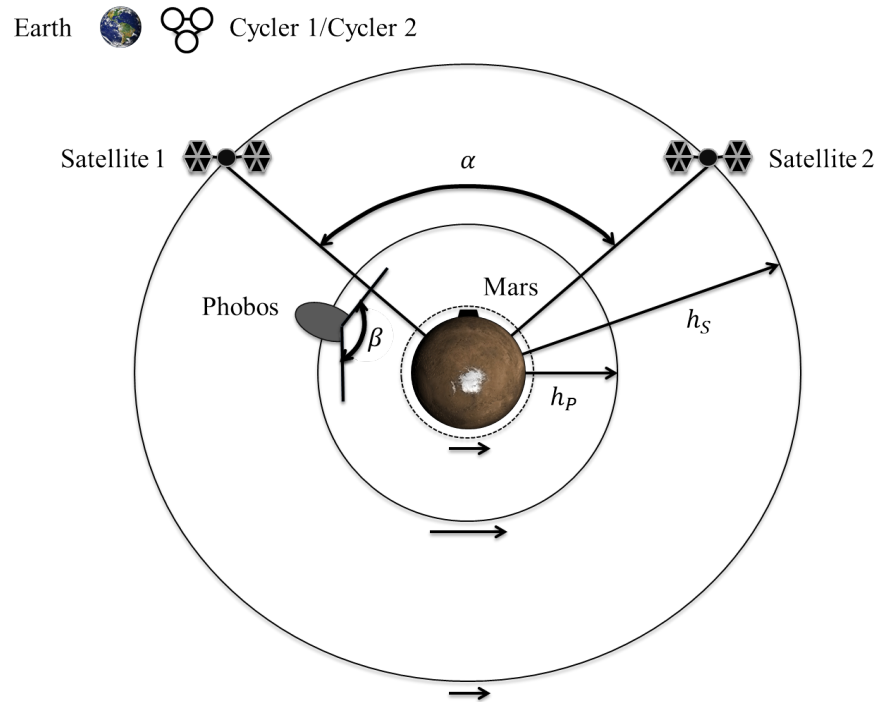 Earth Cycler 1/Cycler 2
Satellite 1
α
Satellite 2
Mars
Phobos
β
h_S
h_P